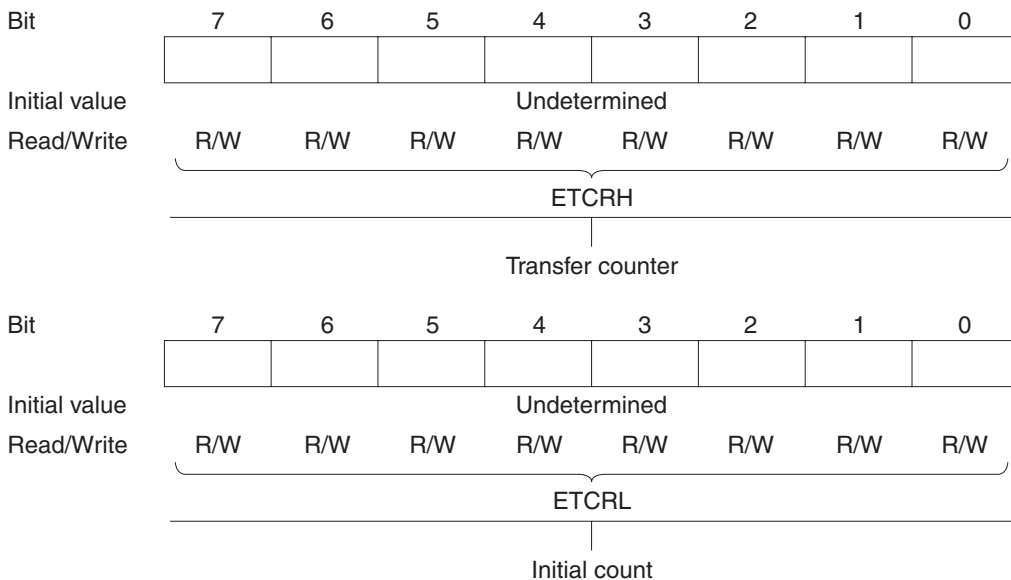 Bit 7 6 5 4 3 2 1 0
Initial value Undetermined
Read/Write R/W R/W R/W R/W R/W R/W R/W R/W
ETCRH
Transfer counter
Bit 7 6 5 4 3 2 1 0
Initial value Undetermined
Read/Write R/W R/W R/W R/W R/W R/W R/W R/W
ETCRL
Initial count